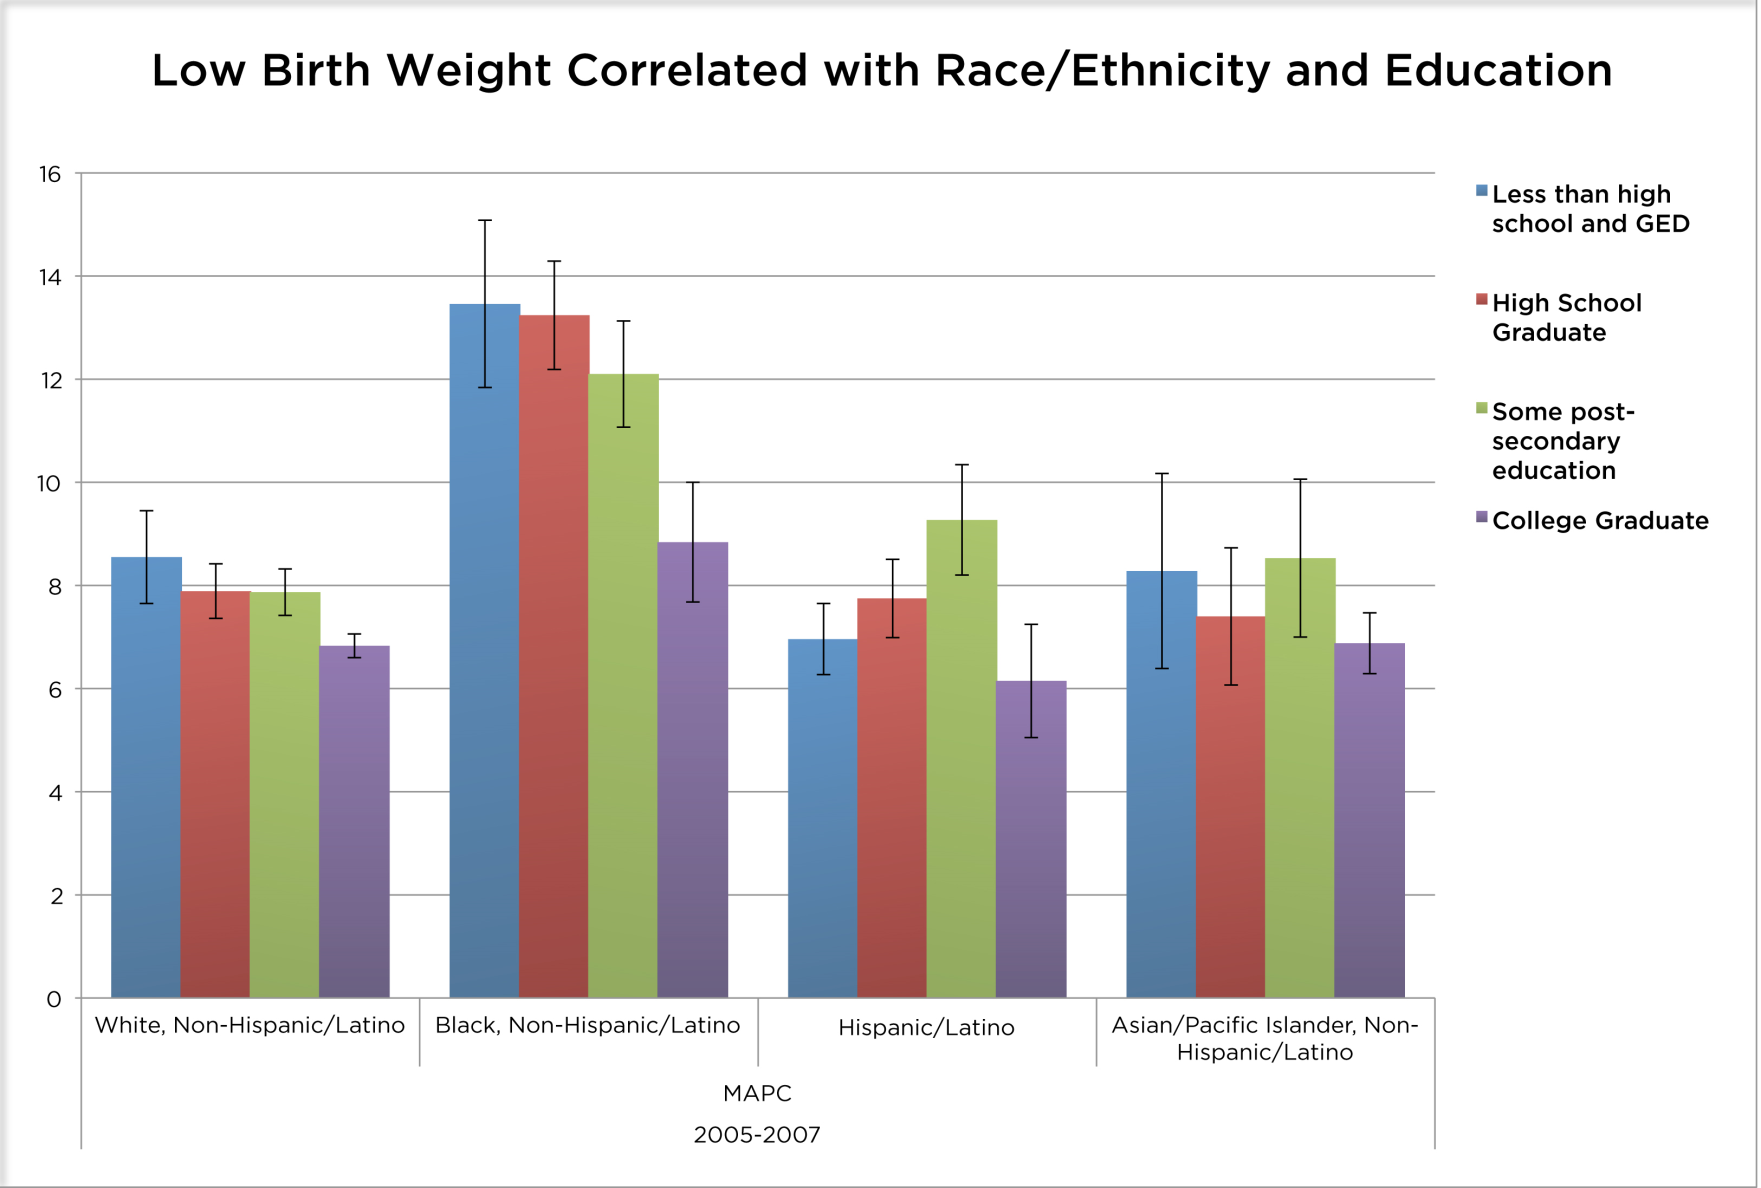 Low Birth Weight Correlated with Race/Ethnicity and Education
16
14
12
10
8
6
4
2
0
Less than high
school and GED
High School
Graduate
Some post-
secondary
education
College Graduate
White, Non-Hispanic/Latino
Black, Non-Hispanic/Latino
Hispanic/Latino
Asian/Pacific Islander, Non-
Hispanic/Latino
MAPC
2005-2007